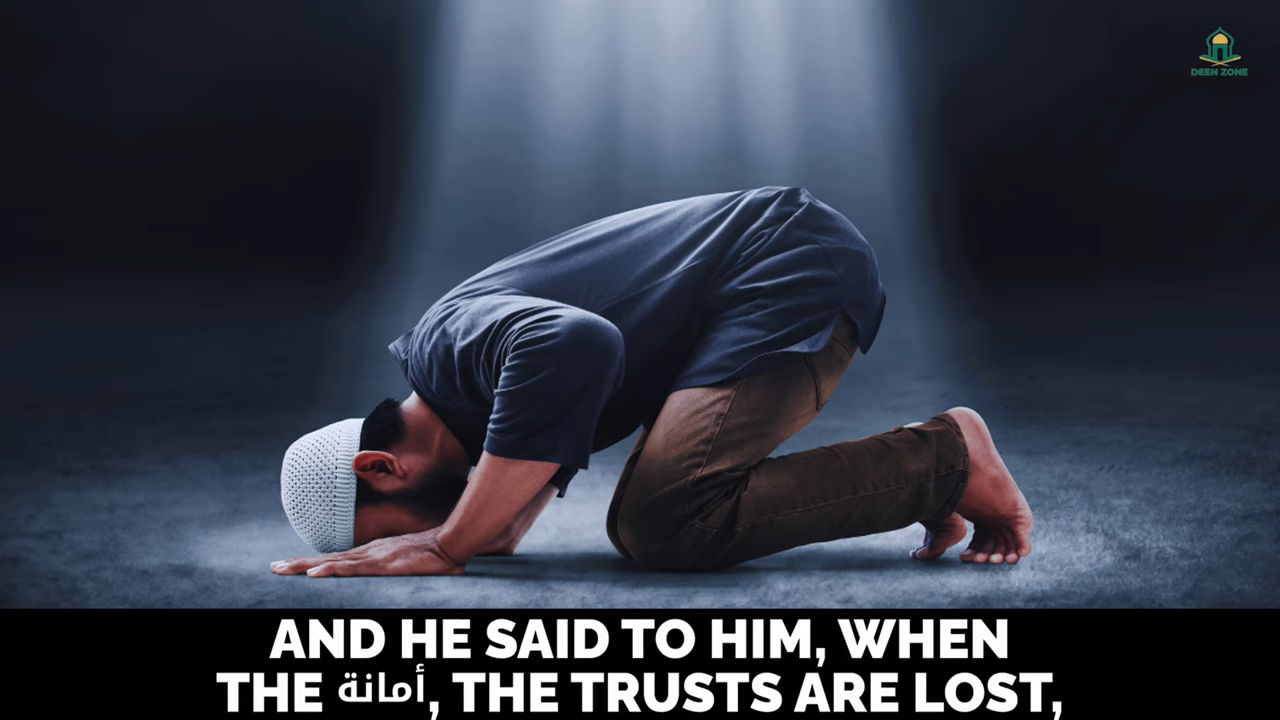 DEEN ZONE
AND HE SAID TO HIM, WHEN
THE أمانة, THE TRUSTS ARE LOST,